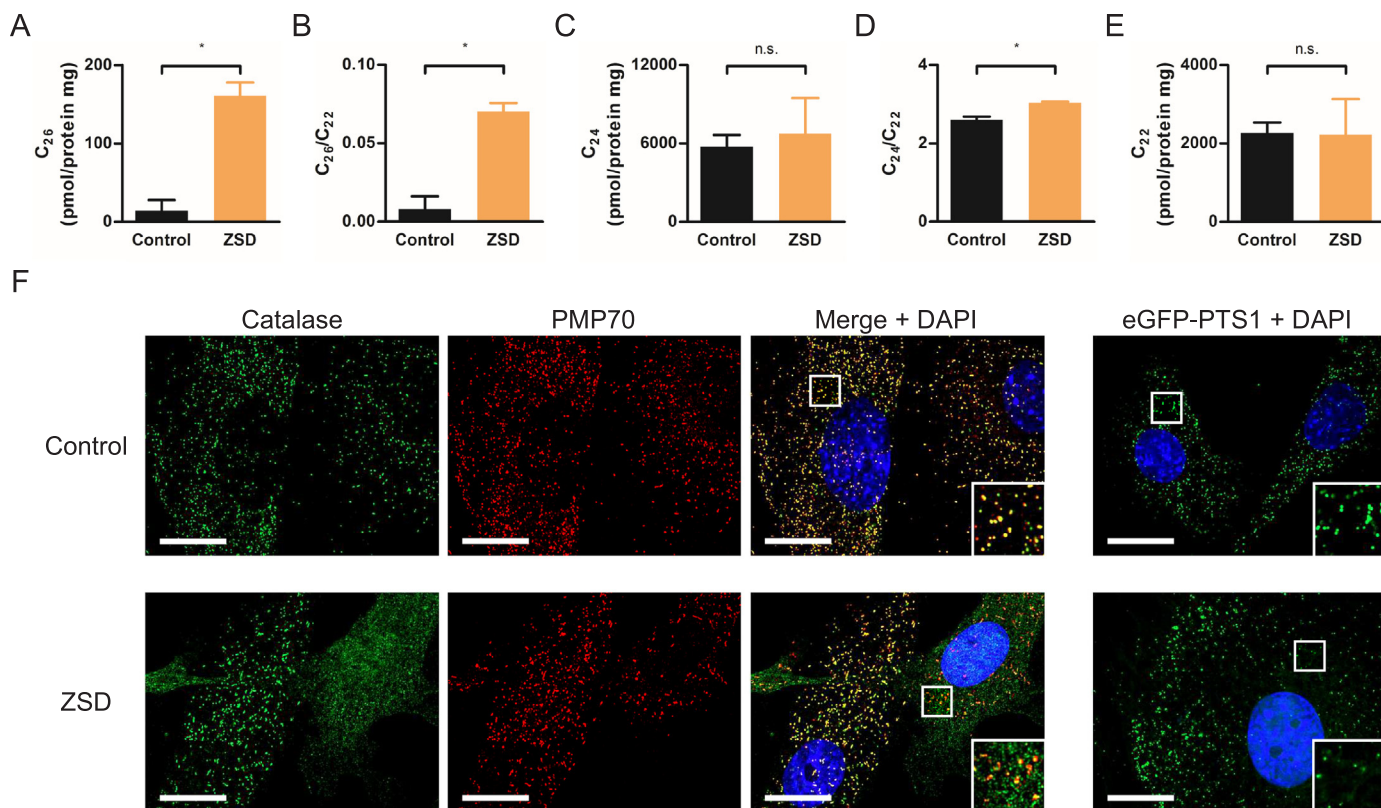 A
*
C26
(pmol/protein mg)
200
100
0
Control
ZSD
B
*
C26/C22
0.10
0.05
0.00
Control
ZSD
C
n.s.
C24
(pmol/protein mg)
12000
6000
0
Control
ZSD
D
*
C24/C22
4
2
0
Control
ZSD
E
n.s.
C22
(pmol/protein mg)
4000
2000
0
Control
ZSD
F
Catalase
PMP70
Merge + DAPI
eGFP-PTS1 + DAPI
Control
ZSD